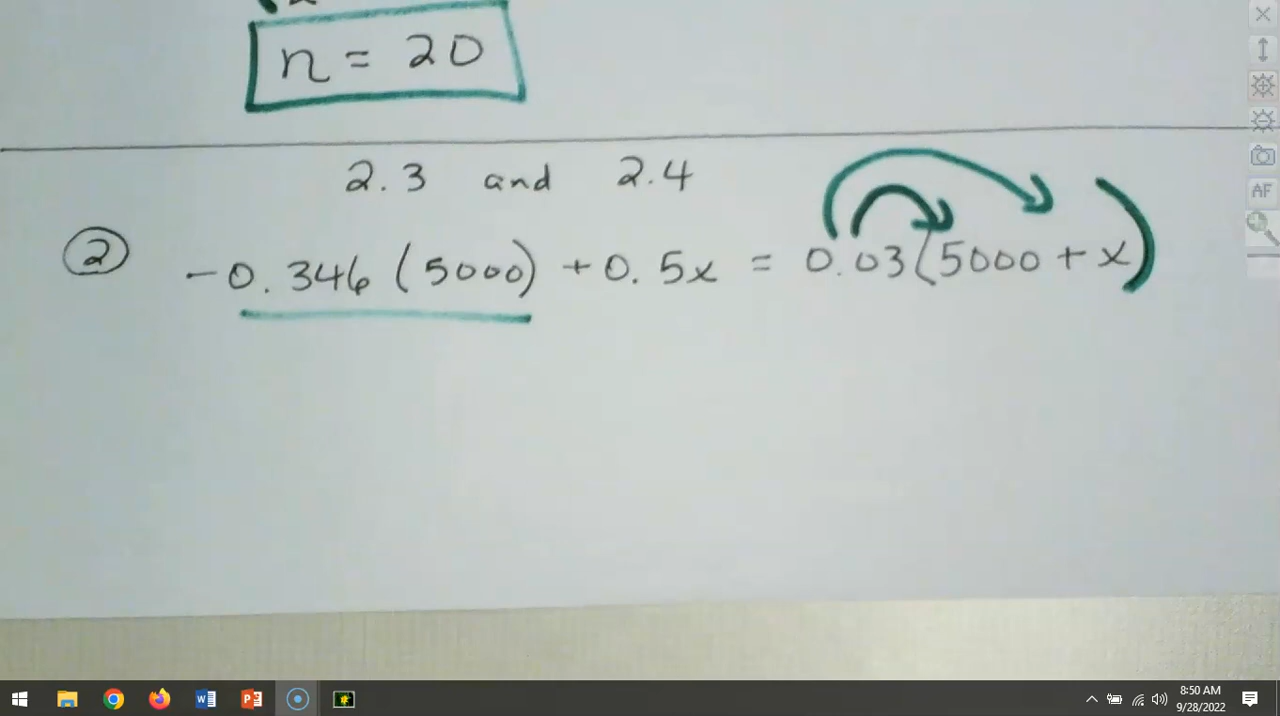 n = 20
2.3 and 2.4
② -0.346(5000) + 0.5x = 0.03(5000 + x)
AF
8:50 AM
9/28/2022